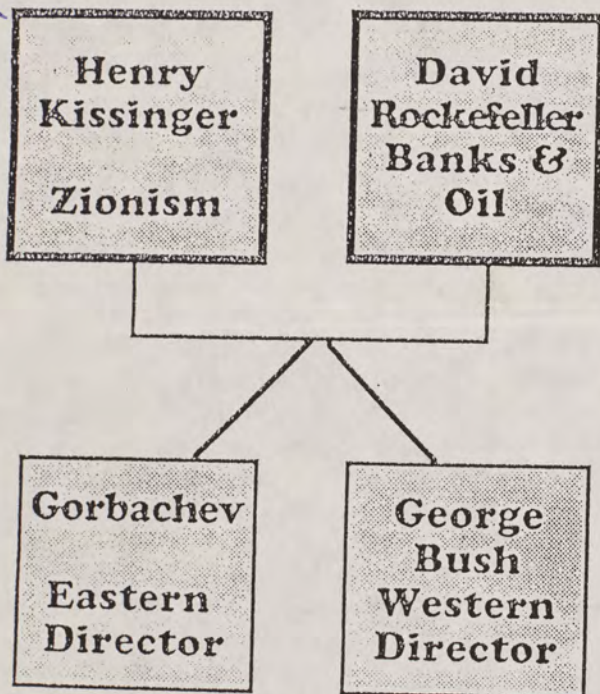 Henry
Kissinger
Zionism
David
Rockefeller
Banks &
Oil
Gorbachev
Eastern
Director
George
Bush
Western
Director